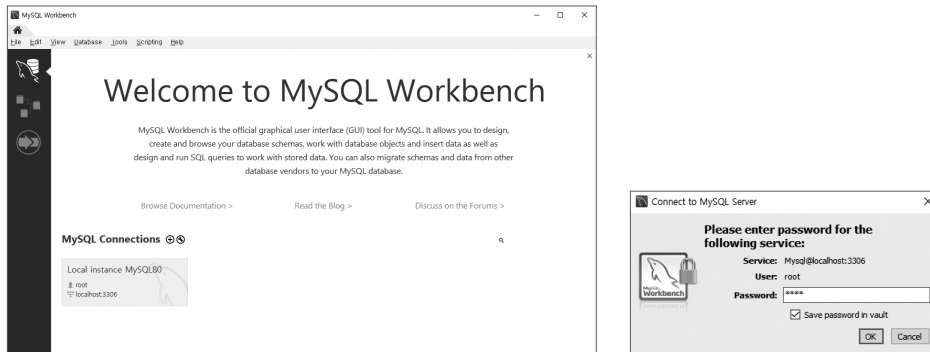 MySQL Workbench
File Edit View Database Tools Scripting Help
Welcome to MySQL Workbench
MySQL Workbench is the official graphical user interface (GUI) tool for MySQL. It allows you to design,
create and browse your database schemas, work with database objects and insert data as well as
design and run SQL queries to work with stored data. You can also migrate schemas and data from other
database vendors to your MySQL database.
Browse Documentation > Read the Blog > Discuss on the Forums >
MySQL Connections
Local instance MySQL80
root
localhost:3306
Connect to MySQL Server
Please enter password for the
following service:
Service: Mysql@localhost:3306
User: root
Password: ****
Save password in vault
OK Cancel
MySQL
Workbench